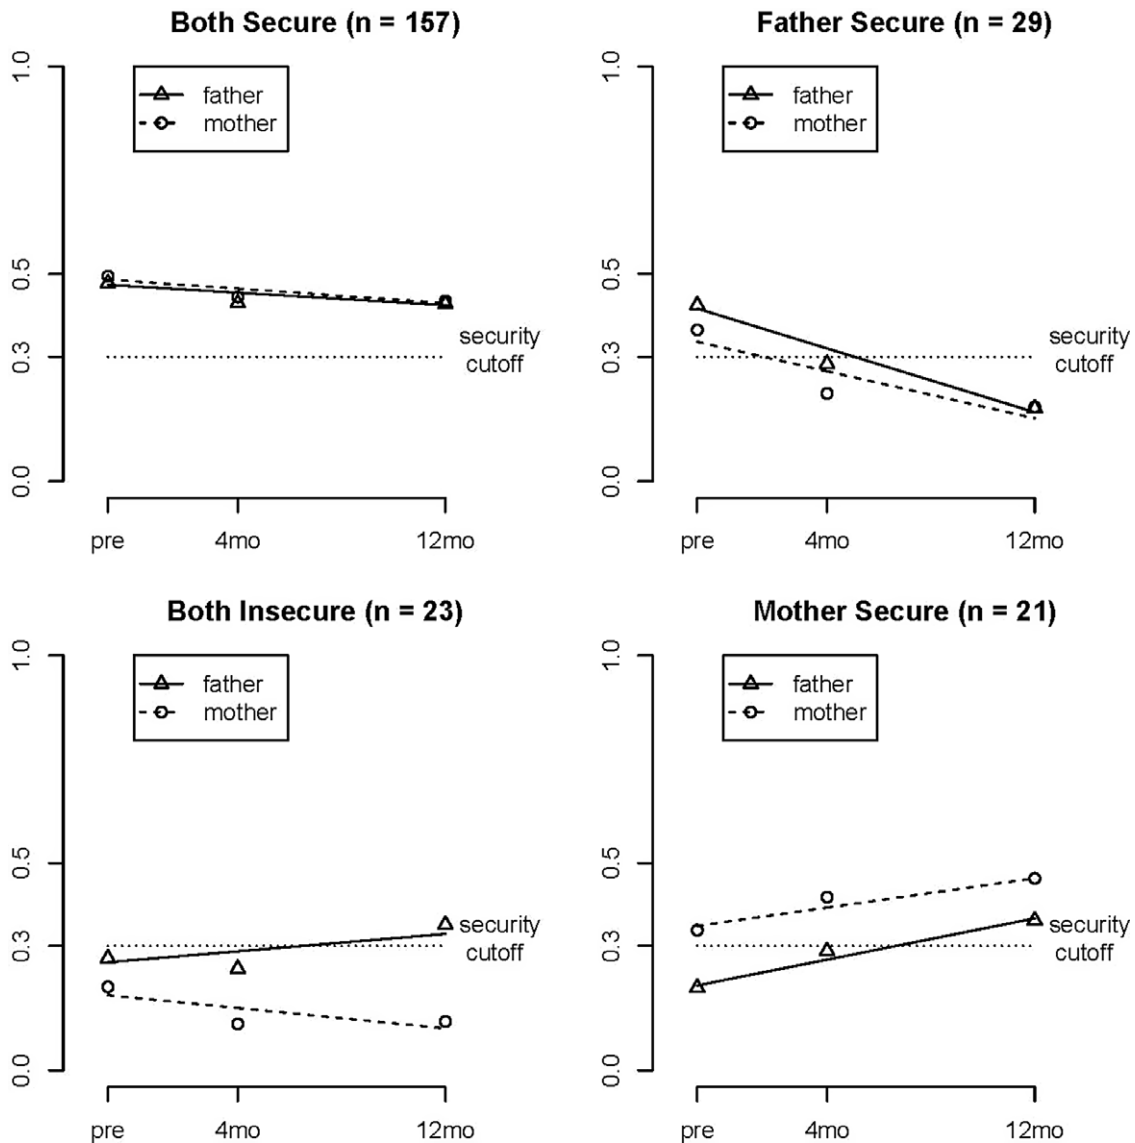 Both Secure (n = 157)
1.0
0.5
0.3
0.0
father
mother
security
cutoff
pre 4mo 12mo
Father Secure (n = 29)
1.0
0.5
0.3
0.0
father
mother
security
cutoff
pre 4mo 12mo
Both Insecure (n = 23)
1.0
0.5
0.3
0.0
father
mother
security
cutoff
pre 4mo 12mo
Mother Secure (n = 21)
1.0
0.5
0.3
0.0
father
mother
security
cutoff
pre 4mo 12mo